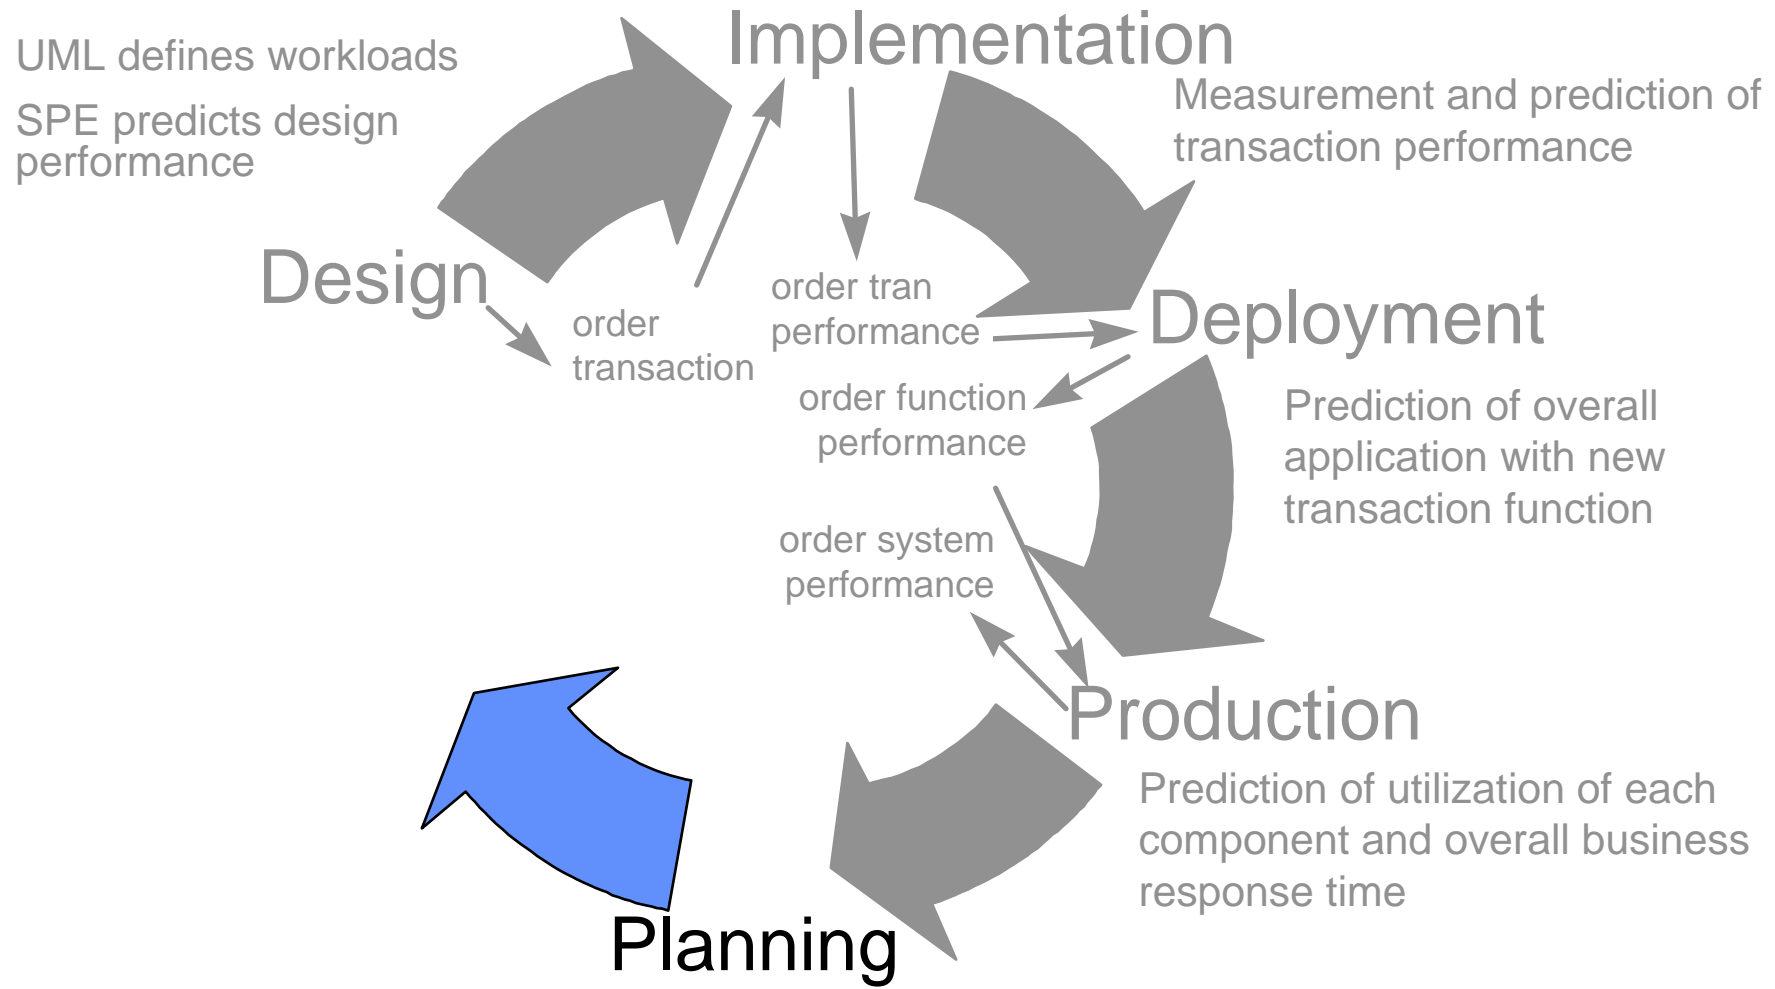 Implementation
UML defines workloads
SPE predicts design
performance
Measurement and prediction of
transaction performance
Design
order
transaction
order tran
performance
Deployment
order function
performance
Prediction of overall
application with new
transaction function
order system
performance
Production
Prediction of utilization of each
component and overall business
response time
Planning